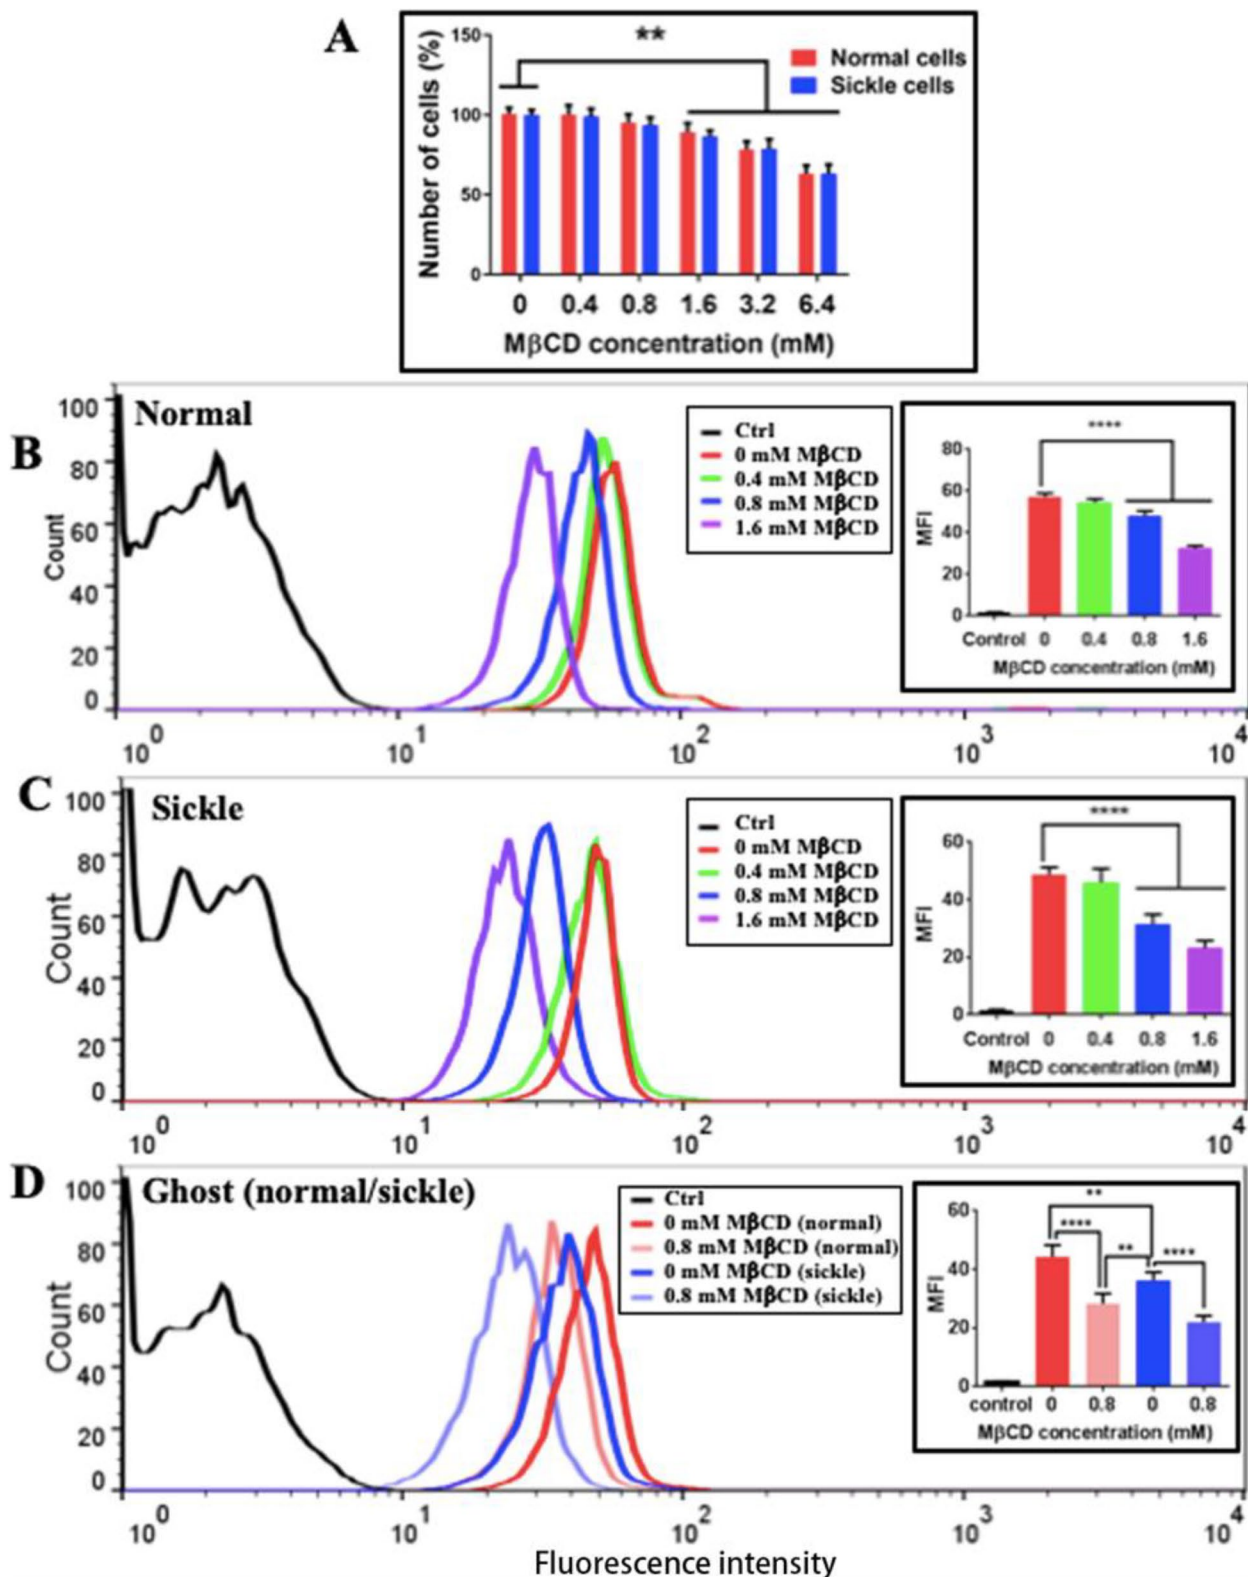 A
**
Normal cells
Sickle cells
Number of cells (%)
150
100
50
0
0 0.4 0.8 1.6 3.2 6.4
MβCD concentration (mM)
B
Normal
Count
100
80
60
40
20
0
10^0 10^1 10^2 10^3 10^4
Ctrl
0 mM MβCD
0.4 mM MβCD
0.8 mM MβCD
1.6 mM MβCD
****
MFI
80
60
40
20
0
Control 0 0.4 0.8 1.6
MβCD concentration (mM)
C
Sickle
Count
100
80
60
40
20
0
10^0 10^1 10^2 10^3 10^4
Ctrl
0 mM MβCD
0.4 mM MβCD
0.8 mM MβCD
1.6 mM MβCD
****
MFI
60
40
20
0
Control 0 0.4 0.8 1.6
MβCD concentration (mM)
D
Ghost (normal/sickle)
Count
100
80
60
40
20
0
10^0 10^1 10^2 10^3 10^4
Ctrl
0 mM MβCD (normal)
0.8 mM MβCD (normal)
0 mM MβCD (sickle)
0.8 mM MβCD (sickle)
**
****
**
****
MFI
60
40
20
0
control 0 0.8 0 0.8
MβCD concentration (mM)
Fluorescence intensity